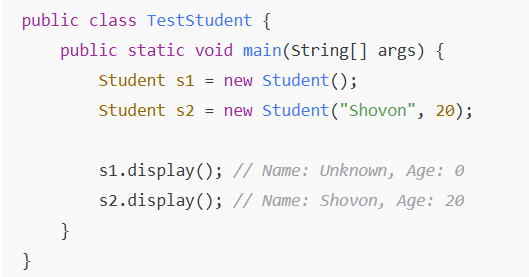 public class TestStudent {
    public static void main(String[] args) {
        Student s1 = new Student();
        Student s2 = new Student("Shovon", 20);

        s1.display(); // Name: Unknown, Age: 0
        s2.display(); // Name: Shovon, Age: 20
    }
}